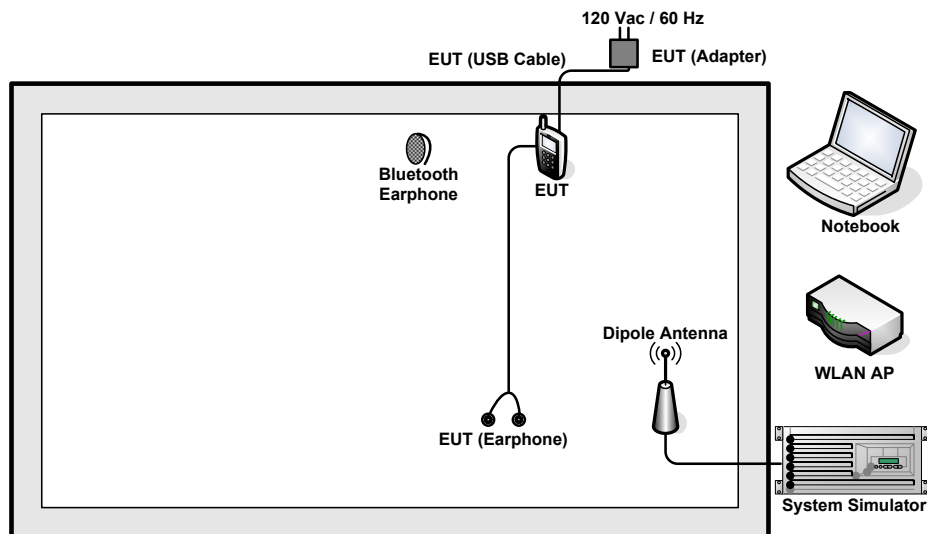 120 Vac / 60 Hz
EUT (USB Cable)
EUT (Adapter)
Bluetooth
Earphone
EUT
Notebook
Dipole Antenna
WLAN AP
EUT (Earphone)
System Simulator